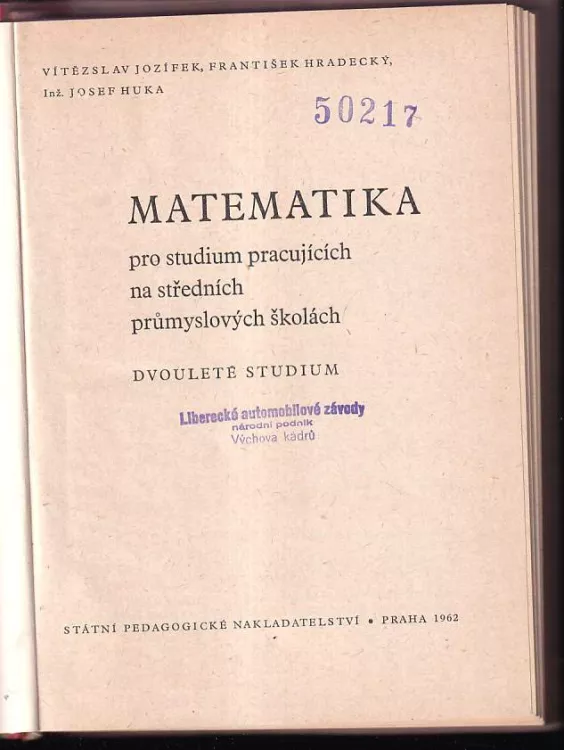 VÍTĚZSLAV JOZÍFEK, FRANTIŠEK HRADECKÝ,
Inž. JOSEF HUKA
50217
MATEMATIKA
pro studium pracujících
na středních
průmyslových školách
DVOULETÉ STUDIUM
Liberecké automobilové závody
národní podnik
Výchova kádrů
STÁTNÍ PEDAGOGICKÉ NAKLADATELSTVÍ • PRAHA 1962